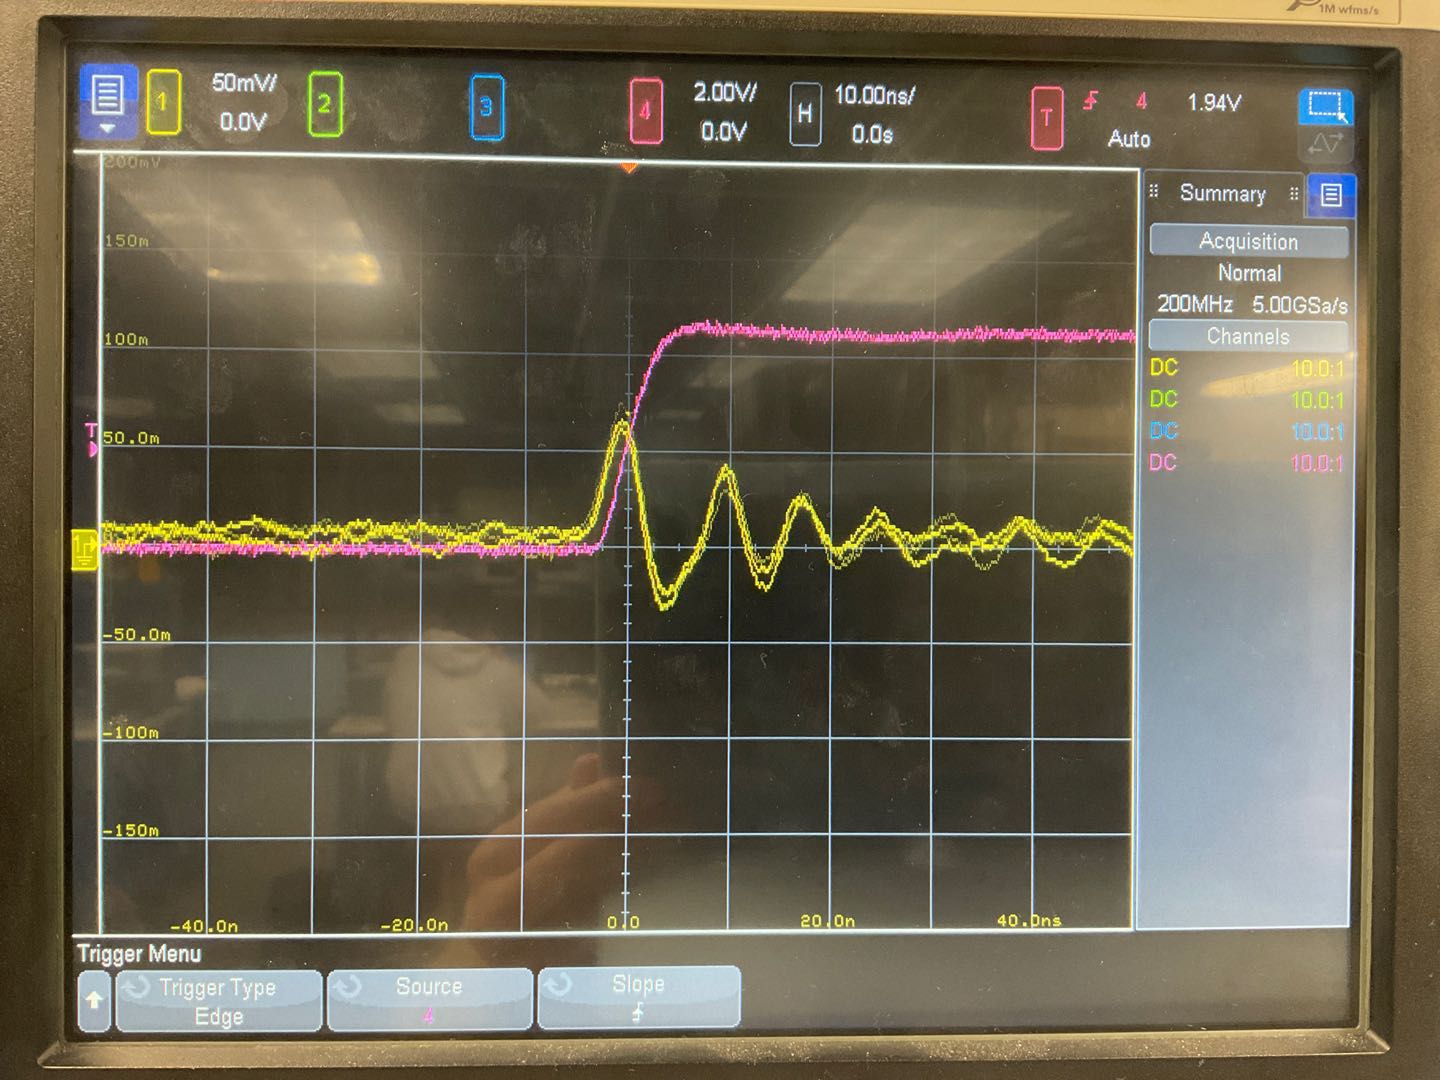 1M wfms/s
1 50mV/ 2 3 4 2.00V/ H 10.00ns/ T 4 1.94V
0.0V 0.0V 0.0s Auto
200mV
150m
100m
T
50.0m
1
-50.0m
-100m
-150m
-40.0n -20.0n 0.0 20.0n 40.0ns
Summary
Acquisition
Normal
200MHz 5.00GSa/s
Channels
DC 10.0:1
DC 10.0:1
DC 10.0:1
DC 10.0:1
Trigger Menu
Trigger Type Source Slope
Edge 4